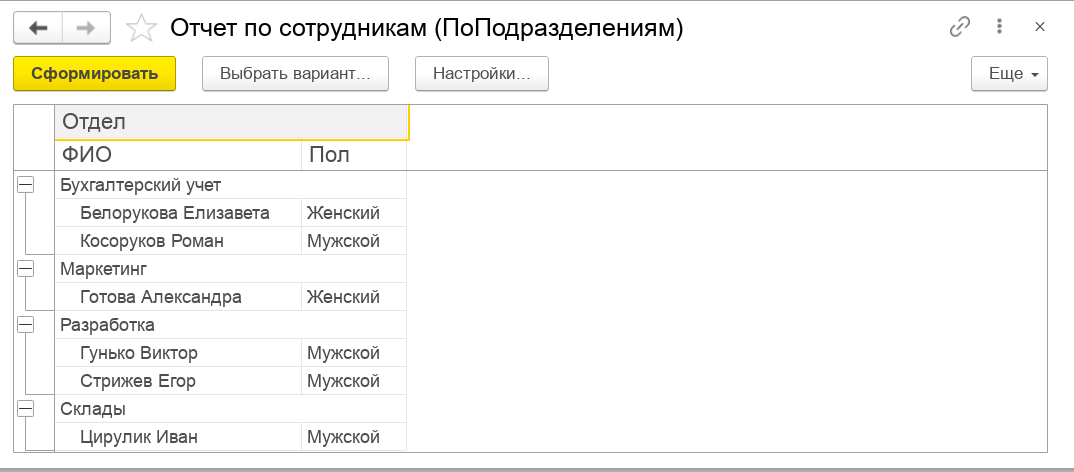 Отчет по сотрудникам (ПоПодразделениям)
Сформировать Выбрать вариант... Настройки... Еще
Отдел
ФИО Пол
Бухгалтерский учет
Белорукова Елизавета Женский
Косоруков Роман Мужской
Маркетинг
Готова Александра Женский
Разработка
Гунько Виктор Мужской
Стрижев Егор Мужской
Склады
Цирулик Иван Мужской